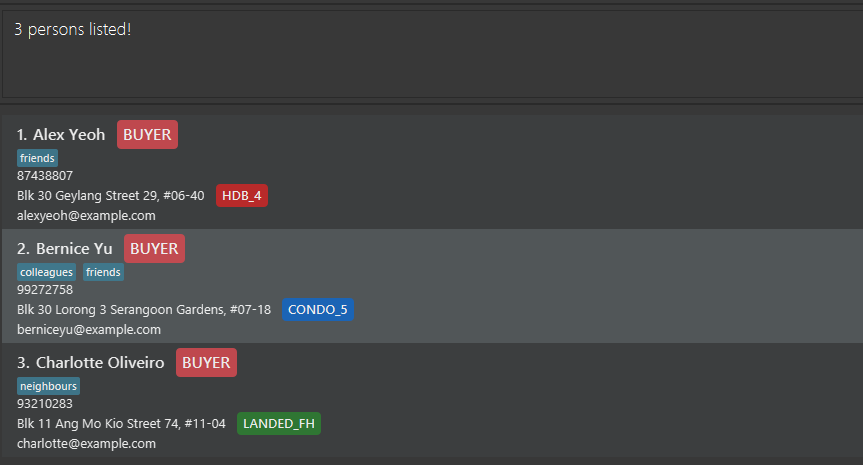 3 persons listed!
1. Alex Yeoh BUYER
friends
87438807
Blk 30 Geylang Street 29, #06-40 HDB_4
alexyeoh@example.com
2. Bernice Yu BUYER
colleagues friends
99272758
Blk 30 Lorong 3 Serangoon Gardens, #07-18 CONDO_5
berniceyu@example.com
3. Charlotte Oliveiro BUYER
neighbours
93210283
Blk 11 Ang Mo Kio Street 74, #11-04 LANDED_FH
charlotte@example.com